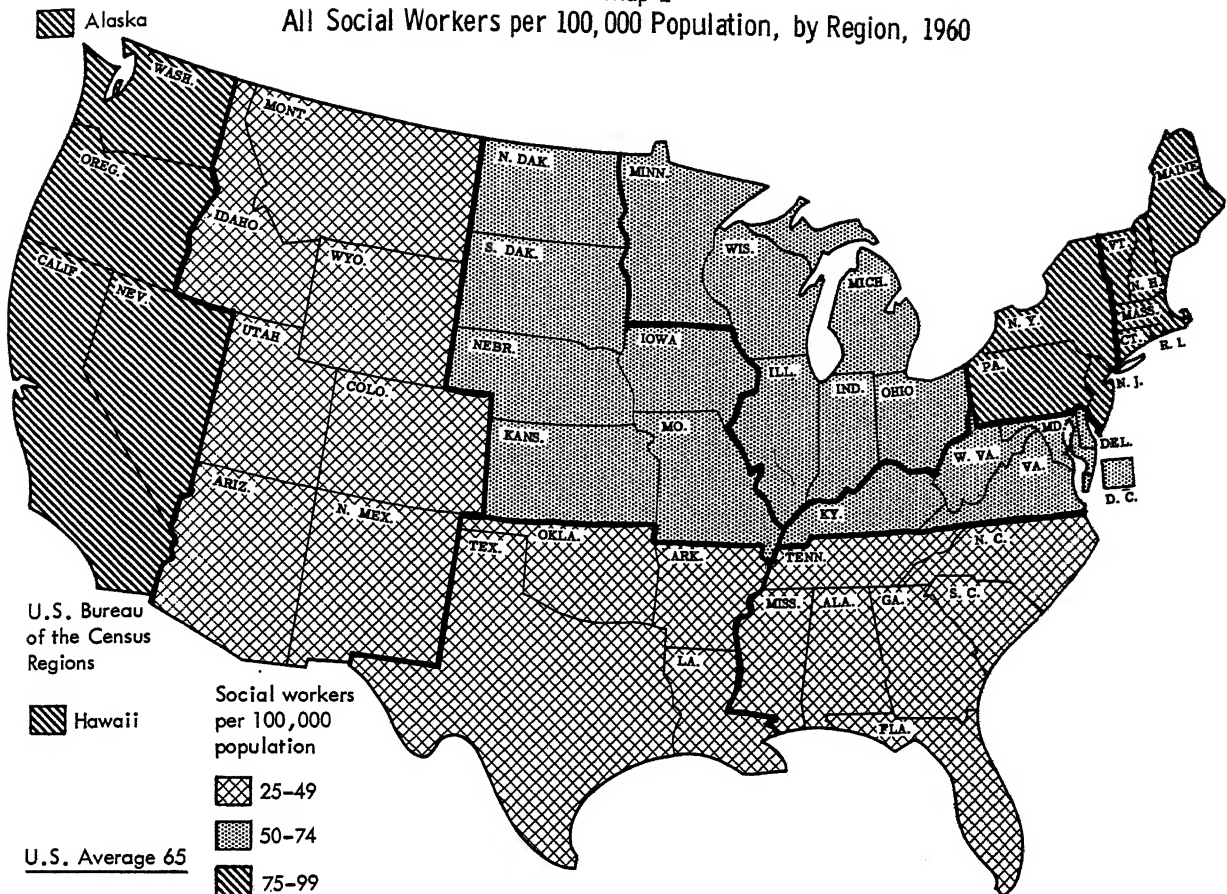 All Social Workers per 100,000 Population, by Region, 1960
Alaska
WASH.
MONT.
OREG.
IDAHO
WYO.
CALIF.
NEV.
UTAH
COLO.
ARIZ.
N. MEX.
N. DAK.
S. DAK.
NEBR.
KANS.
MINN.
IOWA
MO.
WIS.
MICH.
ILL.
IND.
OHIO
KY.
W. VA.
VA.
MD.
DEL.
D. C.
MAINE
VT.
N. H.
MASS.
CT.
R. I.
N. Y.
PA.
N. J.
TEX.
OKLA.
ARK.
LA.
TENN.
N. C.
S. C.
MISS.
ALA.
GA.
FLA.
U.S. Bureau
of the Census
Regions
Hawaii
Social workers
per 100,000
population
25-49
50-74
75-99
U.S. Average 65